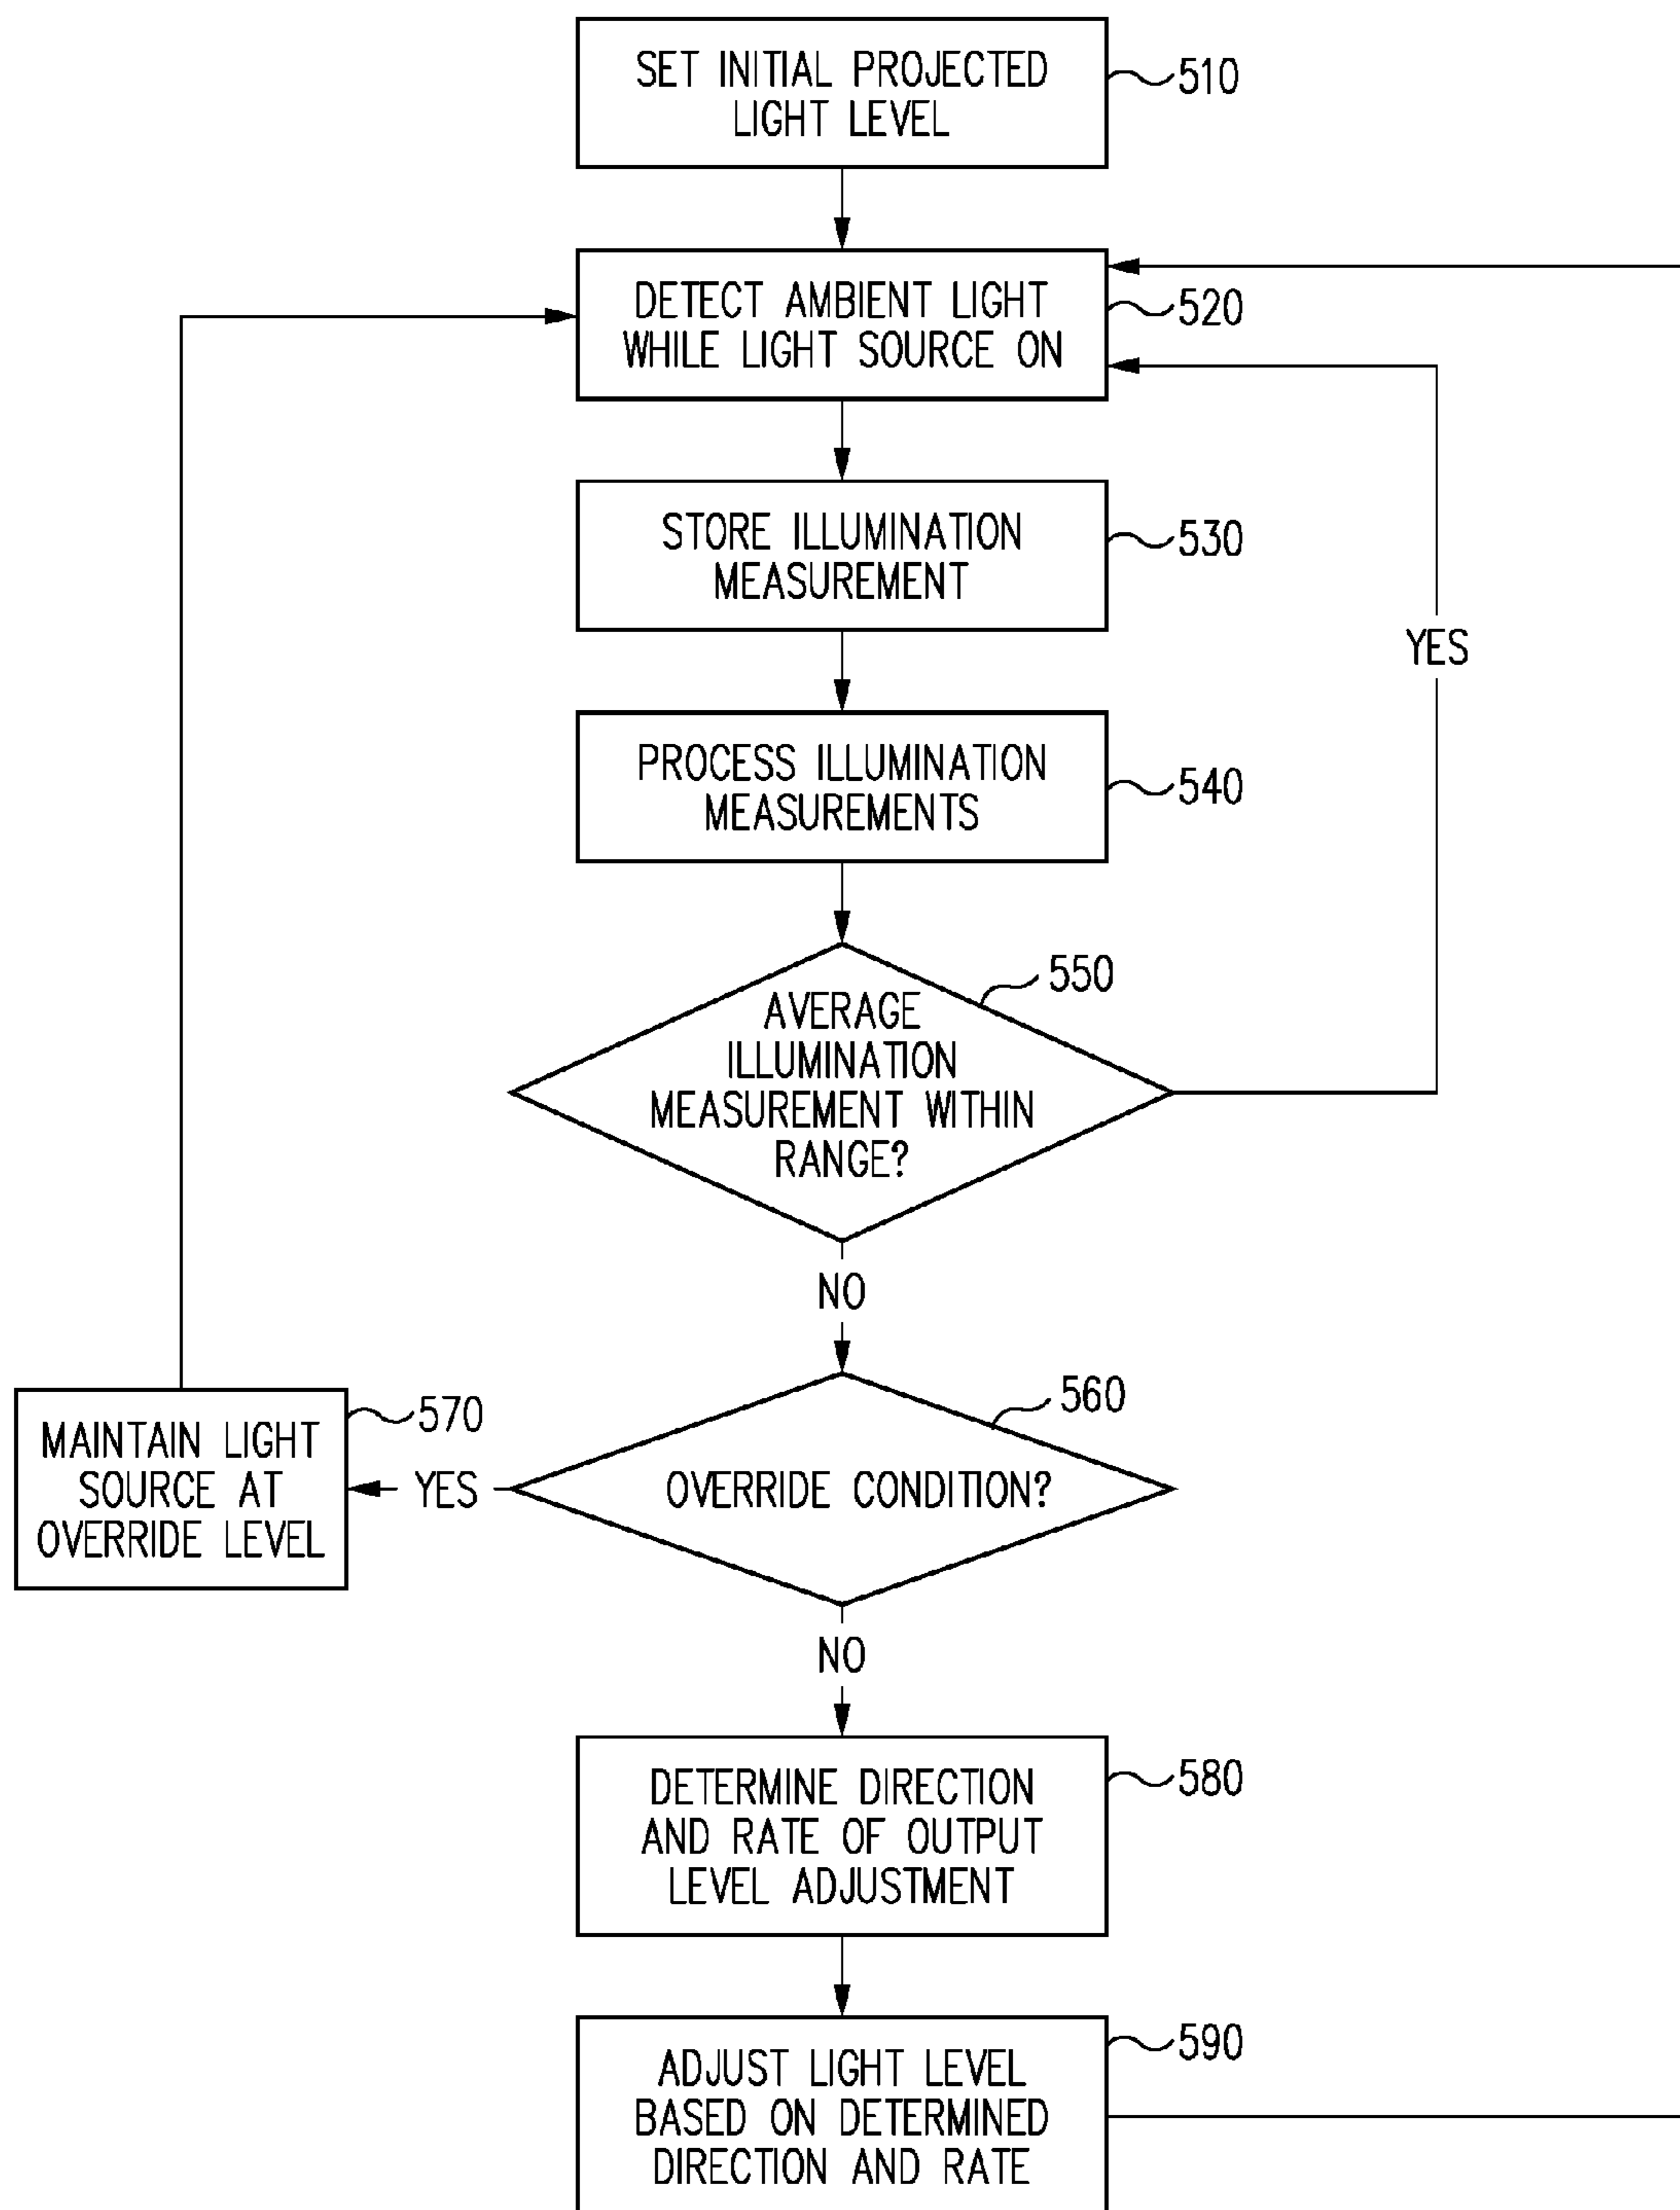 SET INITIAL PROJECTED
LIGHT LEVEL
510
DETECT AMBIENT LIGHT
WHILE LIGHT SOURCE ON
520
STORE ILLUMINATION
MEASUREMENT
530
YES
PROCESS ILLUMINATION
MEASUREMENTS
540
550
AVERAGE
ILLUMINATION
MEASUREMENT WITHIN
RANGE?
NO
560
OVERRIDE CONDITION?
YES
570
MAINTAIN LIGHT
SOURCE AT
OVERRIDE LEVEL
NO
DETERMINE DIRECTION
AND RATE OF OUTPUT
LEVEL ADJUSTMENT
580
ADJUST LIGHT LEVEL
BASED ON DETERMINED
DIRECTION AND RATE
590